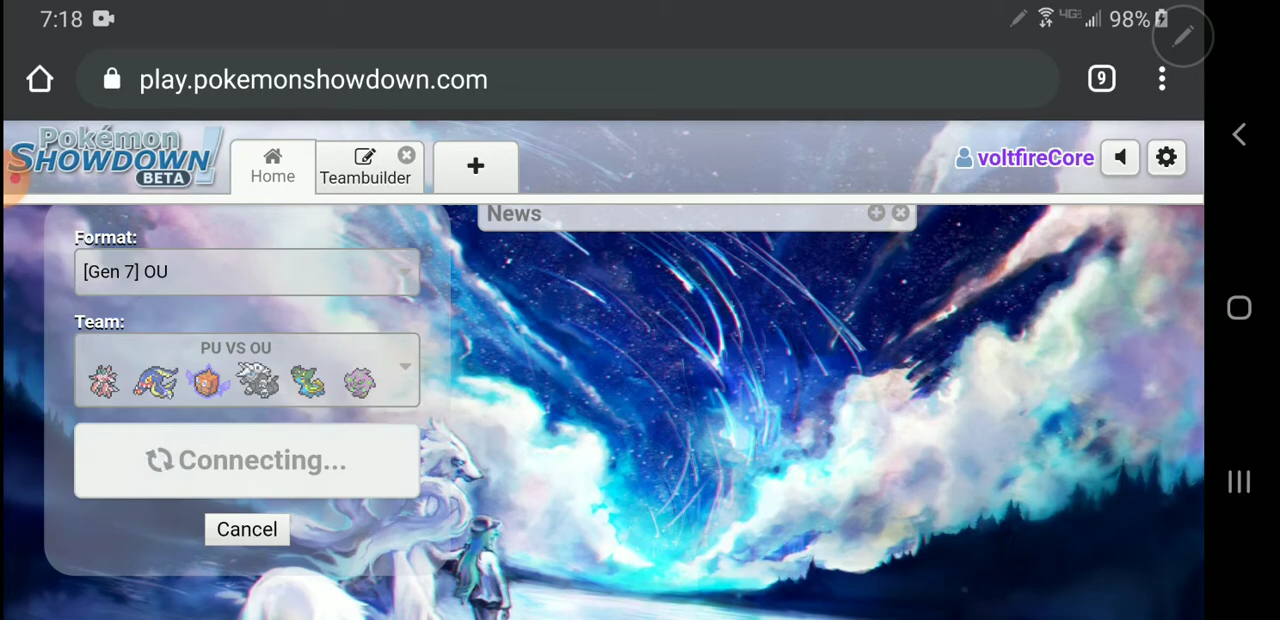 7:18
4G
98%
play.pokemonshowdown.com
9
Pokémon
SHOWDOWN!
BETA
Home
Teambuilder
+
voltfireCore
News
Format:
[Gen 7] OU
Team:
PU VS OU
Connecting...
Cancel